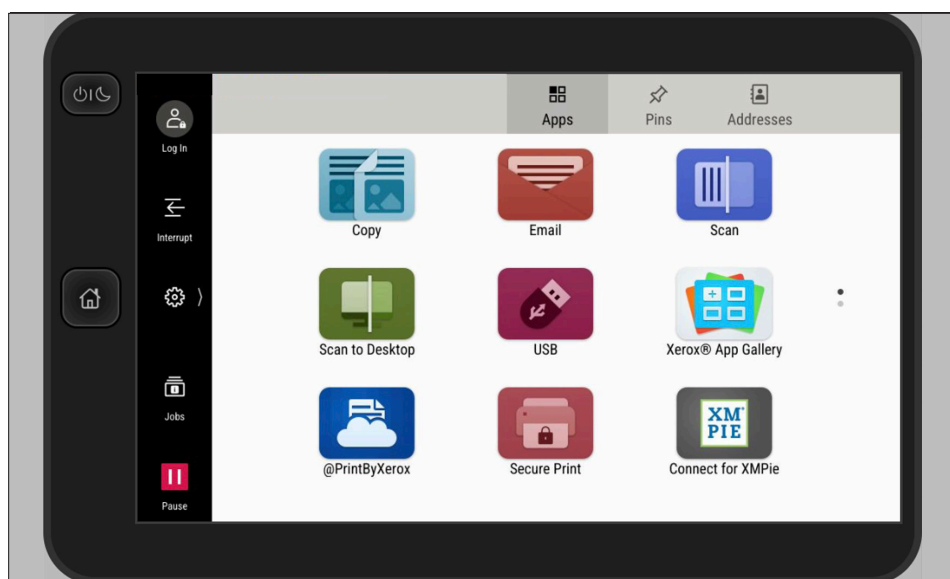 Apps
Pins
Addresses
Log In
Interrupt
Jobs
Pause
Copy
Email
Scan
Scan to Desktop
USB
Xerox® App Gallery
@PrintByXerox
Secure Print
XM
PIE
Connect for XMPie